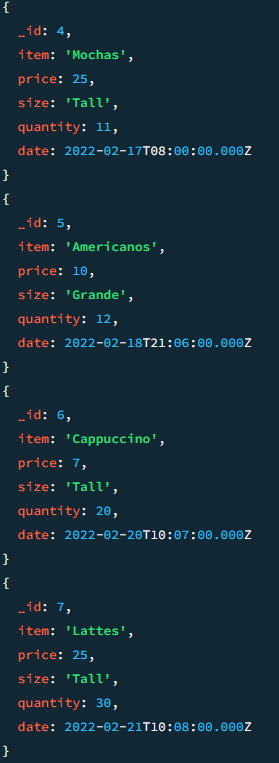 {
_id: 4,
item: 'Mochas',
price: 25,
size: 'Tall',
quantity: 11,
date: 2022-02-17T08:00:00.000Z
}
{
_id: 5,
item: 'Americanos',
price: 10,
size: 'Grande',
quantity: 12,
date: 2022-02-18T21:06:00.000Z
}
{
_id: 6,
item: 'Cappuccino',
price: 7,
size: 'Tall',
quantity: 20,
date: 2022-02-20T10:07:00.000Z
}
{
_id: 7,
item: 'Lattes',
price: 25,
size: 'Tall',
quantity: 30,
date: 2022-02-21T10:08:00.000Z
}